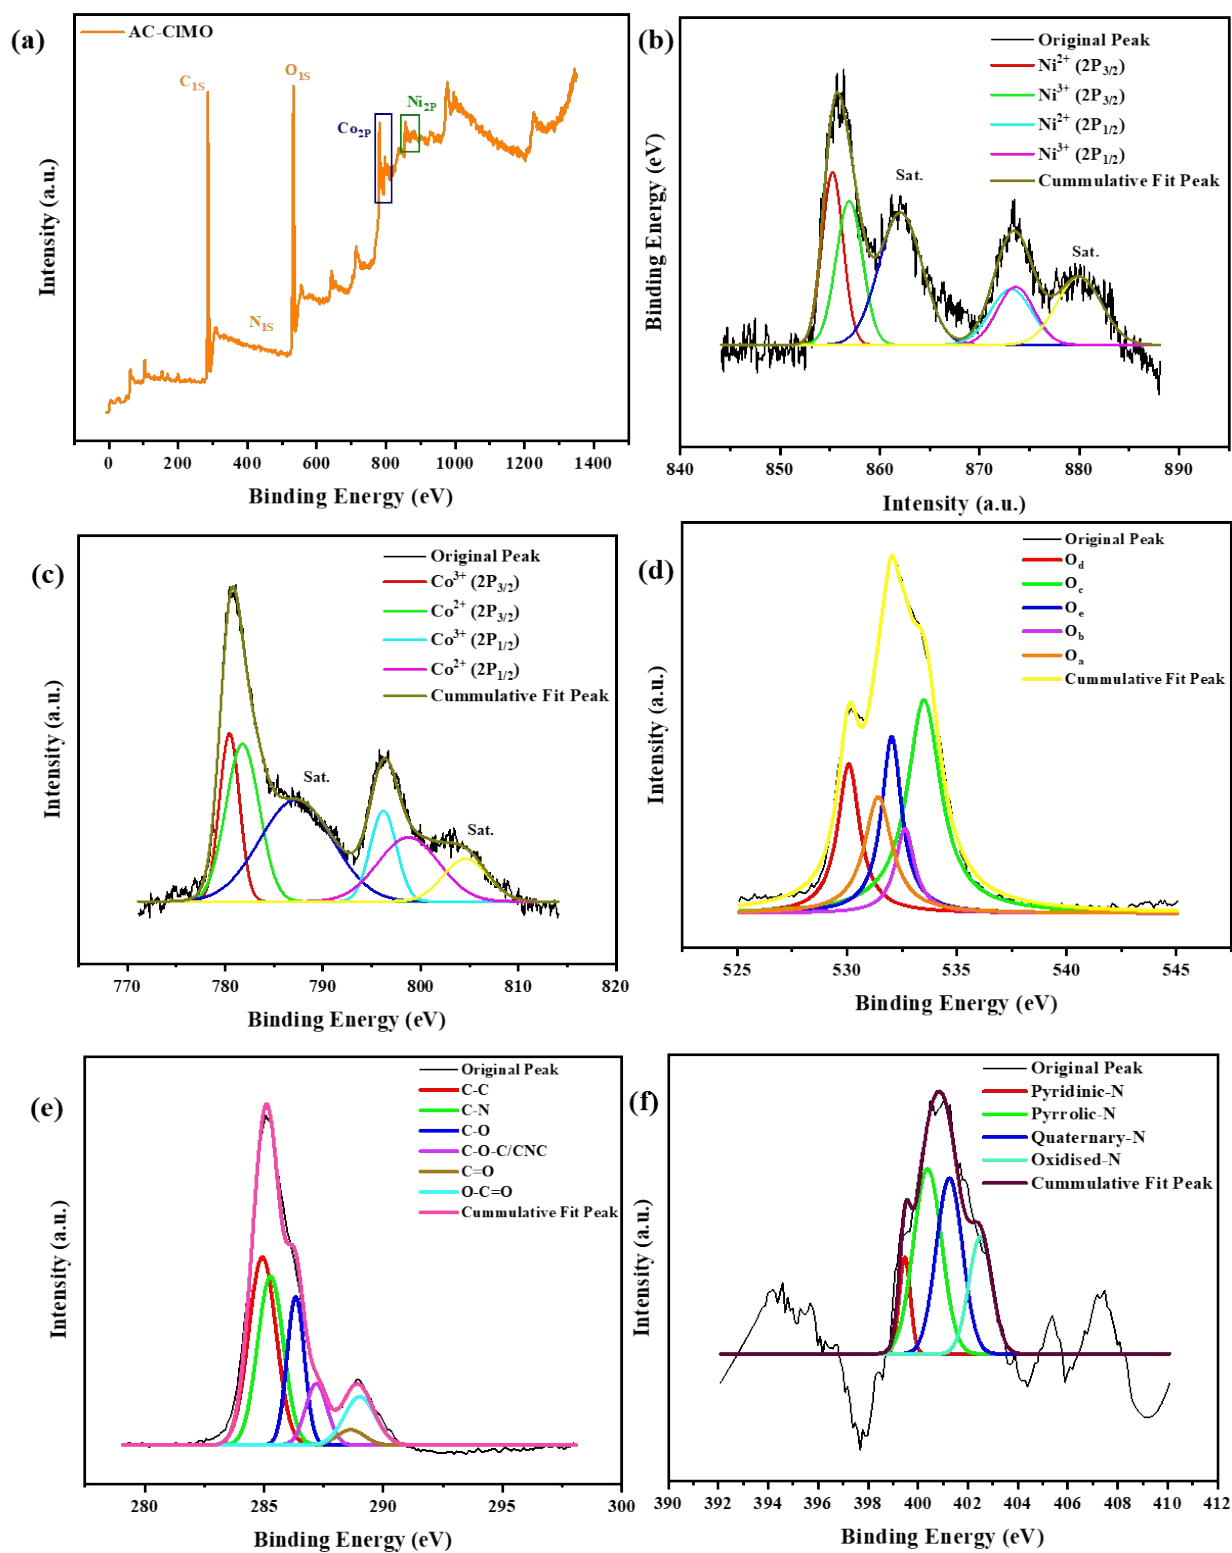 (a)
AC-ClMO
C1S
O1S
N1S
Co2P
Ni2P
Intensity (a.u.)
0 200 400 600 800 1000 1200 1400
Binding Energy (eV)
(b)
Original Peak
Ni2+ (2P3/2)
Ni3+ (2P3/2)
Ni2+ (2P1/2)
Ni3+ (2P1/2)
Cummulative Fit Peak
Sat.
Sat.
Binding Energy (eV)
840 850 860 870 880 890
Intensity (a.u.)
(c)
Original Peak
Co3+ (2P3/2)
Co2+ (2P3/2)
Co3+ (2P1/2)
Co2+ (2P1/2)
Cummulative Fit Peak
Sat.
Sat.
Intensity (a.u.)
770 780 790 800 810 820
Binding Energy (eV)
(d)
Original Peak
Od
Oc
Oe
Ob
Oa
Cummulative Fit Peak
Intensity (a.u.)
525 530 535 540 545
Binding Energy (eV)
(e)
Original Peak
C-C
C-N
C-O
C-O-C/CNC
C=O
O-C=O
Cummulative Fit Peak
Intensity (a.u.)
280 285 290 295 300
Binding Energy (eV)
(f)
Original Peak
Pyridinic-N
Pyrrolic-N
Quaternary-N
Oxidised-N
Cummulative Fit Peak
Intensity (a.u.)
390 392 394 396 398 400 402 404 406 408 410 412
Binding Energy (eV)